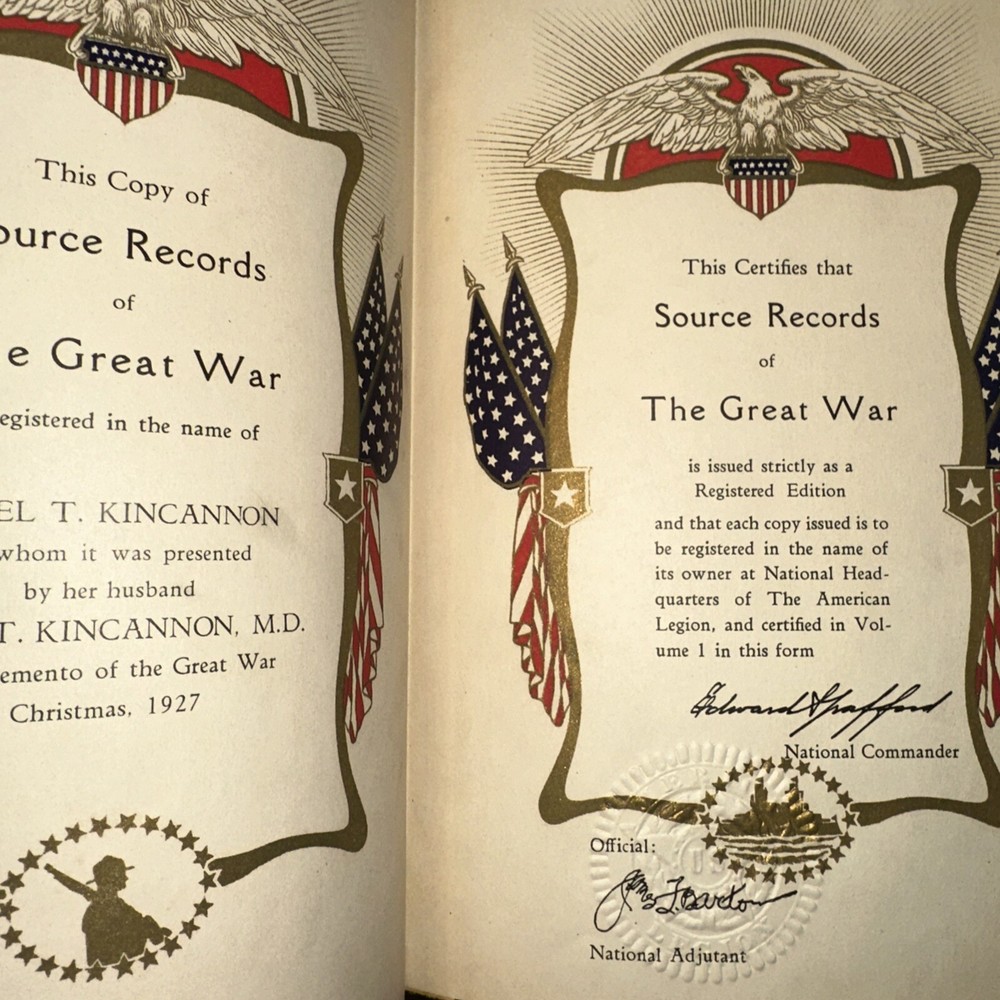 This Copy of
ource Records
of
e Great War
egistered in the name of
EL T. KINCANNON
whom it was presented
by her husband
T. KINCANNON, M.D.
emento of the Great War
Christmas, 1927
This Certifies that
Source Records
of
The Great War
is issued strictly as a
Registered Edition
and that each copy issued is to
be registered in the name of
its owner at National Head-
quarters of The American
Legion, and certified in Vol-
ume 1 in this form
Edward Spafford
National Commander
Official:
Jas F. Barton
National Adjutant